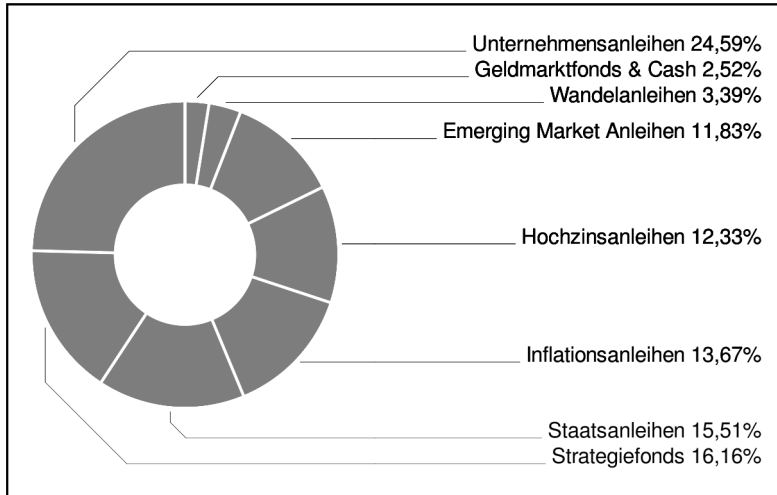 Unternehmensanleihen 24,59%
Geldmarktfonds & Cash 2,52%
Wandelanleihen 3,39%
Emerging Market Anleihen 11,83%
Hochzinsanleihen 12,33%
Inflationsanleihen 13,67%
Staatsanleihen 15,51%
Strategiefonds 16,16%